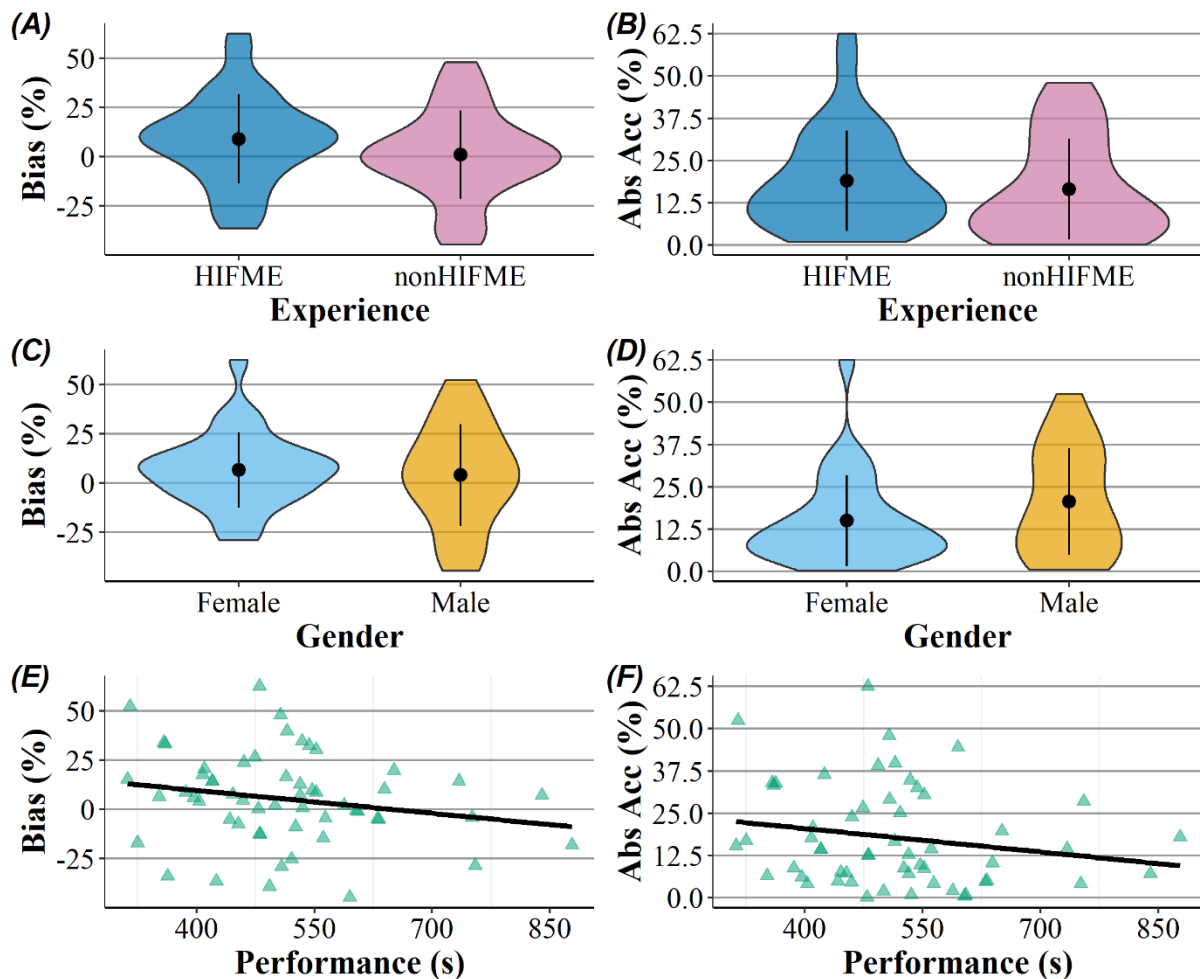 (A)
Bias (%)
50
25
0
-25
HIFME
nonHIFME
Experience
(B)
Abs Acc (%)
62.5
50.0
37.5
25.0
12.5
0.0
HIFME
nonHIFME
Experience
(C)
Bias (%)
50
25
0
-25
Female
Male
Gender
(D)
Abs Acc (%)
62.5
50.0
37.5
25.0
12.5
0.0
Female
Male
Gender
(E)
Bias (%)
50
25
0
-25
400
550
700
850
Performance (s)
(F)
Abs Acc (%)
62.5
50.0
37.5
25.0
12.5
0.0
400
550
700
850
Performance (s)